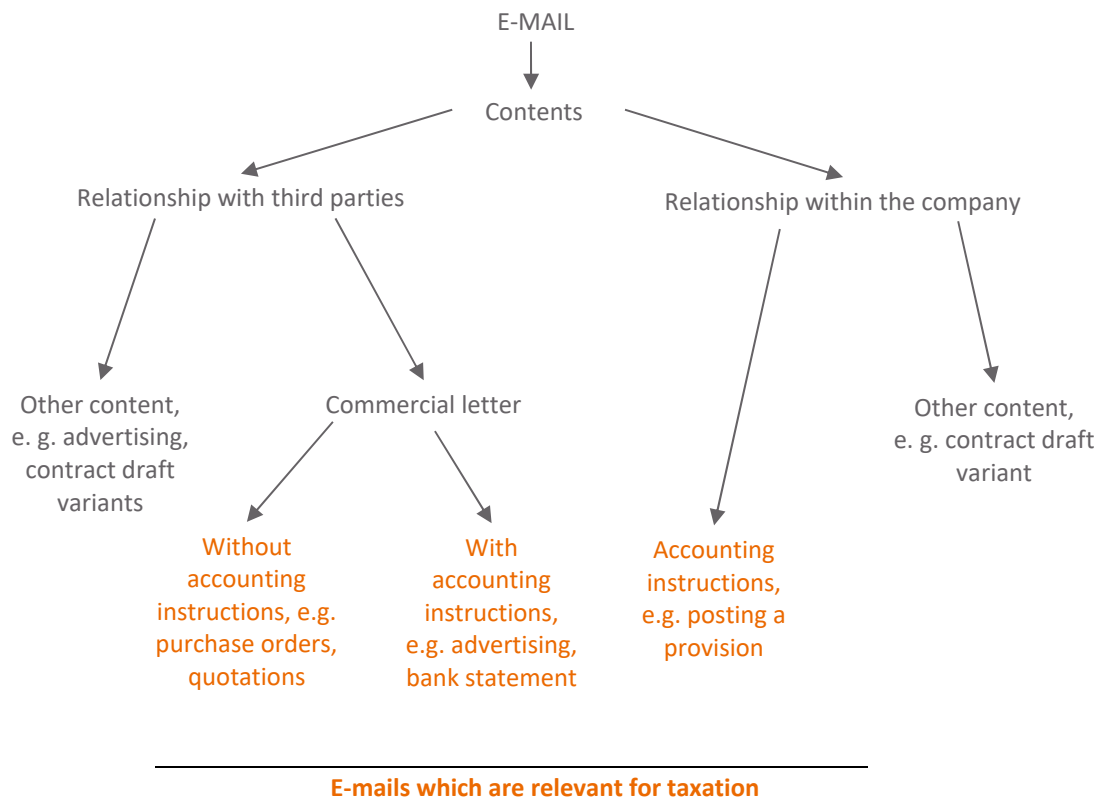 E-MAIL
Contents
Relationship with third parties
Relationship within the company
Other content,
e. g. advertising,
contract draft
variants
Commercial letter
Other content,
e. g. contract draft
variant
Without
accounting
instructions, e.g.
purchase orders,
quotations
With
accounting
instructions,
e.g. advertising,
bank statement
Accounting
instructions,
e.g. posting a
provision
E-mails which are relevant for taxation